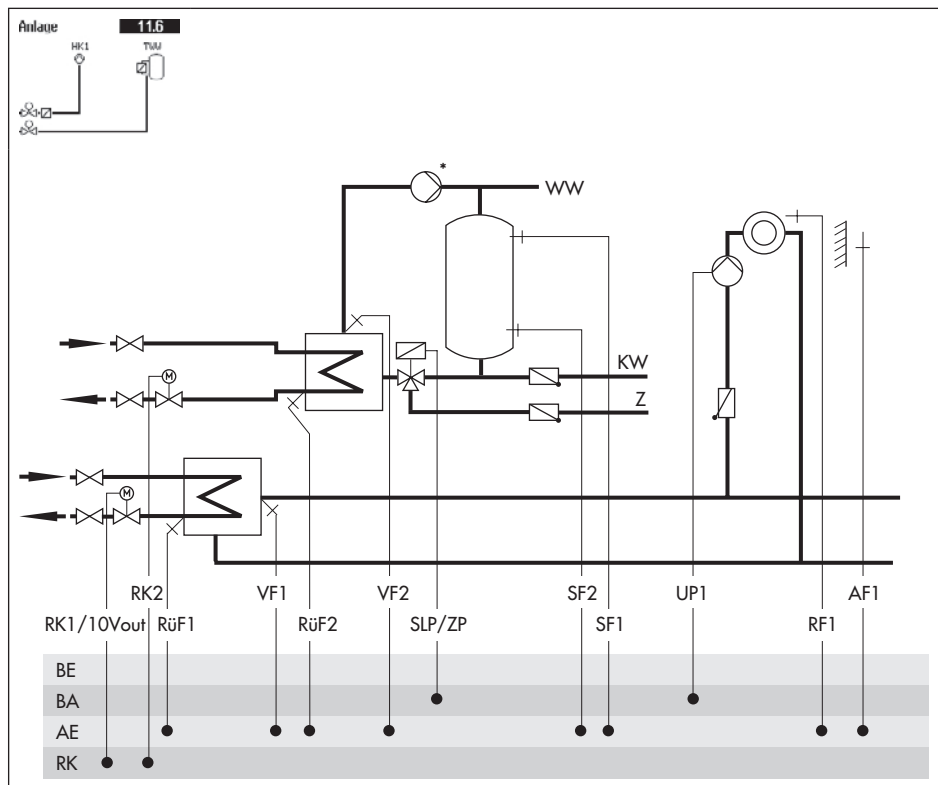 Anlage 11.6
HK1 TWW
*
WW
KW
Z
M
M
RK2 VF1 VF2 SF2 UP1 AF1
RK1/10Vout RüF1 RüF2 SLP/ZP SF1 RF1
BE
BA
AE
RK